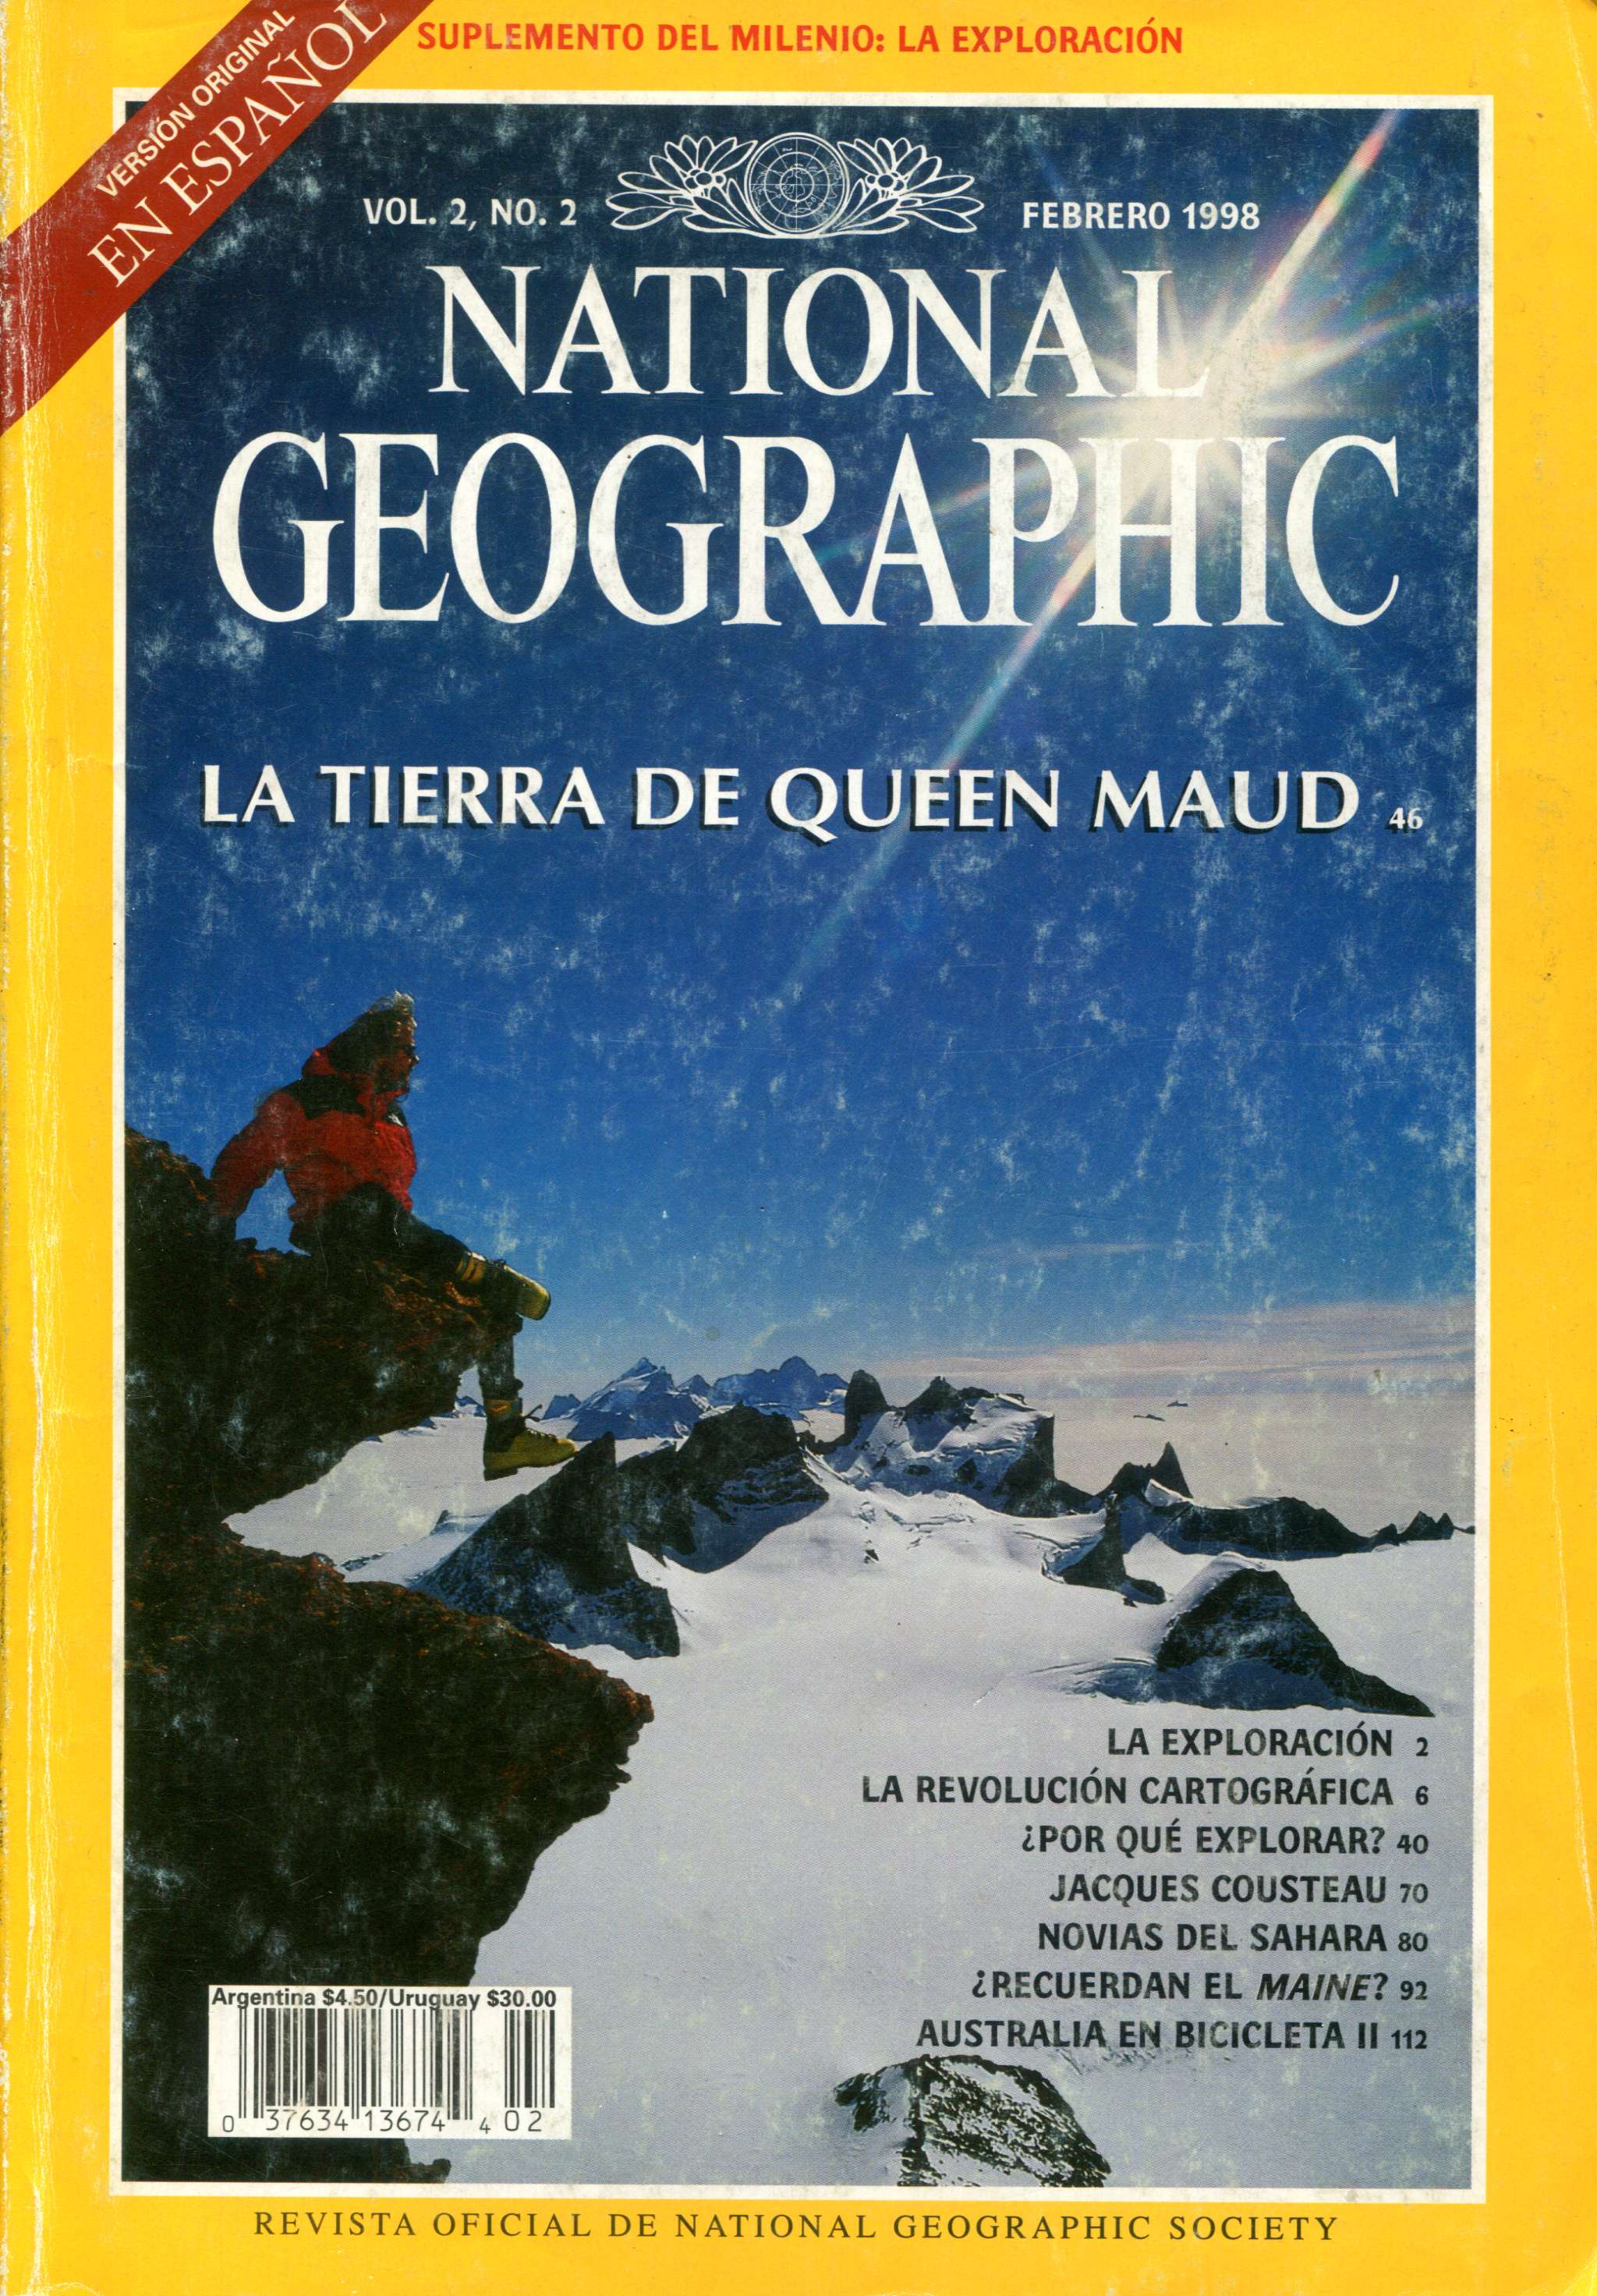 SUPLEMENTO DEL MILENIO: LA EXPLORACIÓN
VERSIÓN ORIGINAL
EN ESPAÑOL
VOL. 2, NO. 2
FEBRERO 1998
NATIONAL
GEOGRAPHIC
LA TIERRA DE QUEEN MAUD 46
LA EXPLORACIÓN 2
LA REVOLUCIÓN CARTOGRÁFICA 6
¿POR QUÉ EXPLORAR? 40
JACQUES COUSTEAU 70
NOVIAS DEL SAHARA 80
¿RECUERDAN EL MAINE? 92
AUSTRALIA EN BICICLETA II 112
Argentina $4.50/Uruguay $30.00
0 37634 13674 4 02
REVISTA OFICIAL DE NATIONAL GEOGRAPHIC SOCIETY